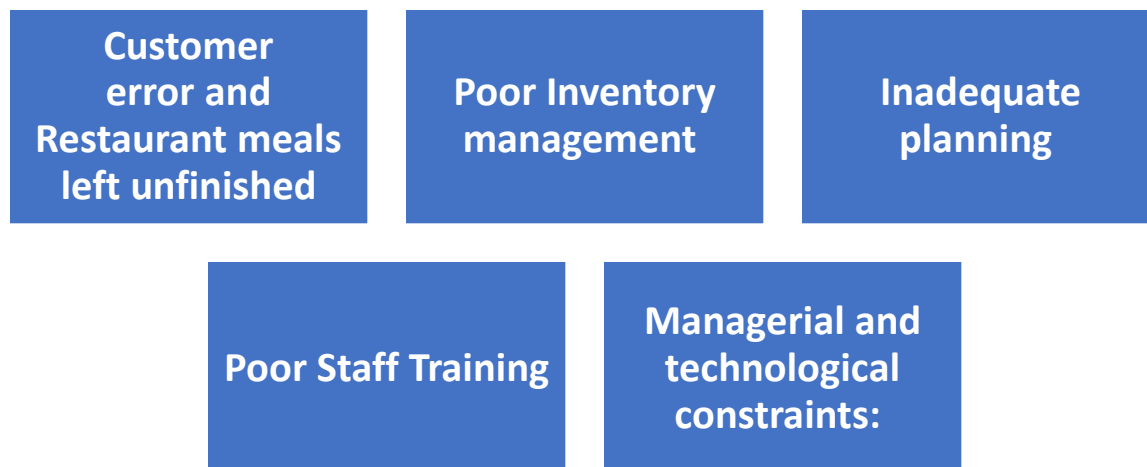 Customer
error and
Restaurant meals
left unfinished
Poor Inventory
management
Inadequate
planning
Poor Staff Training
Managerial and
technological
constraints: